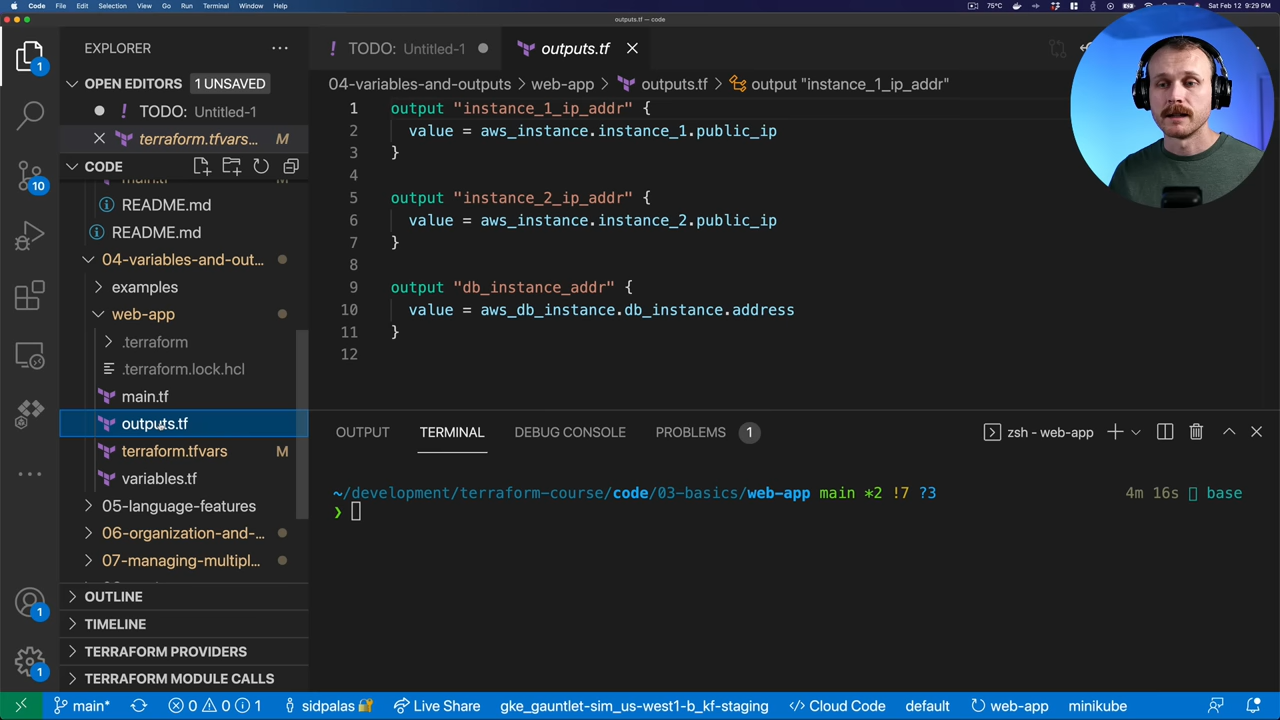 Code File Edit Selection View Go Run Terminal Window Help 75°C Sat Feb 12 9:29 PM
outputs.tf — code
EXPLORER
TODO: Untitled-1
outputs.tf
OPEN EDITORS 1 UNSAVED
TODO: Untitled-1
terraform.tfvars... M
CODE
main.tf
README.md
README.md
04-variables-and-out...
examples
web-app
.terraform
.terraform.lock.hcl
main.tf
outputs.tf
terraform.tfvars M
variables.tf
05-language-features
06-organization-and-...
07-managing-multipl...
OUTLINE
TIMELINE
TERRAFORM PROVIDERS
TERRAFORM MODULE CALLS
1
10
1
1
04-variables-and-outputs > web-app > outputs.tf > output "instance_1_ip_addr"
1 output "instance_1_ip_addr" {
2 value = aws_instance.instance_1.public_ip
3 }
4
5 output "instance_2_ip_addr" {
6 value = aws_instance.instance_2.public_ip
7 }
8
9 output "db_instance_addr" {
10 value = aws_db_instance.db_instance.address
11 }
12
OUTPUT TERMINAL DEBUG CONSOLE PROBLEMS 1 zsh - web-app
~/development/terraform-course/code/03-basics/web-app main *2 !7 ?3 4m 16s base
❯
main* 0 0 1 sidpalas Live Share gke_gauntlet-sim_us-west1-b_kf-staging Cloud Code default web-app minikube